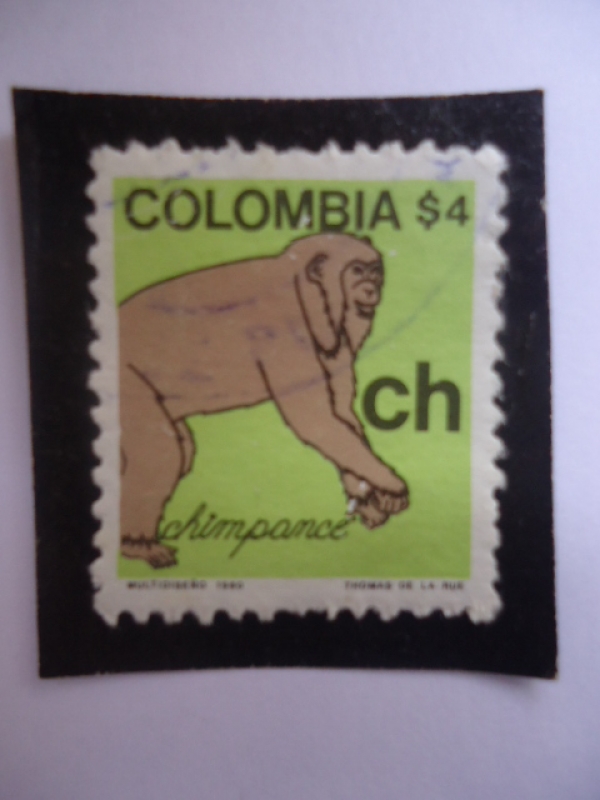 COLOMBIA $4
ch
chimpancé
MULTIDISEÑO 1980
THOMAS DE LA RUE